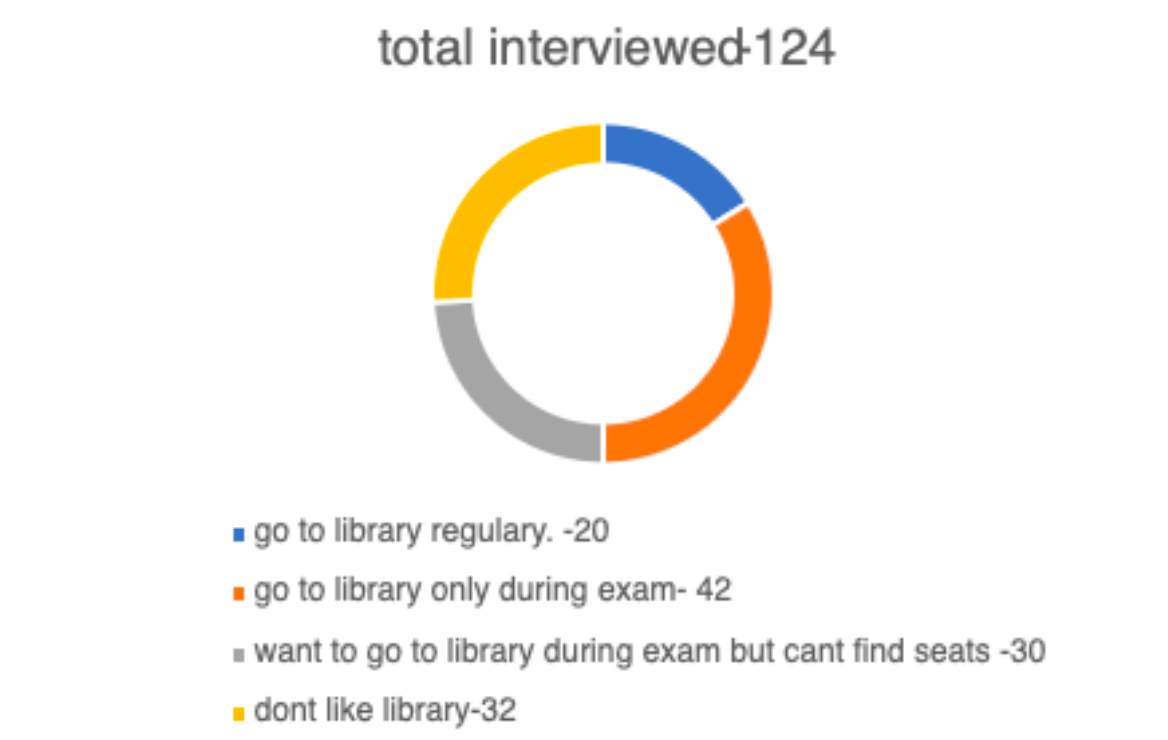 total interviewed-124
go to library regulary. -20
go to library only during exam- 42
want to go to library during exam but cant find seats -30
dont like library-32